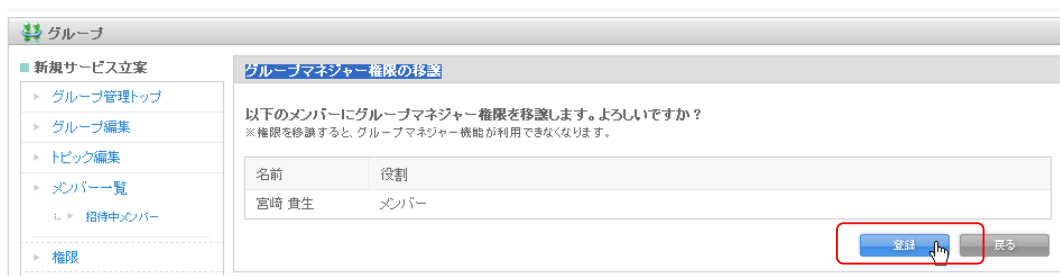 グループ
新規サービス立案
グループ管理トップ
グループ編集
トピック編集
メンバー一覧
招待中メンバー
権限
グループマネジャー権限の移譲
以下のメンバーにグループマネジャー権限を移譲します。よろしいですか？
※権限を移譲すると、グループマネジャー機能が利用できなくなります。
名前 役割
宮崎 貴生 メンバー
登録 戻る